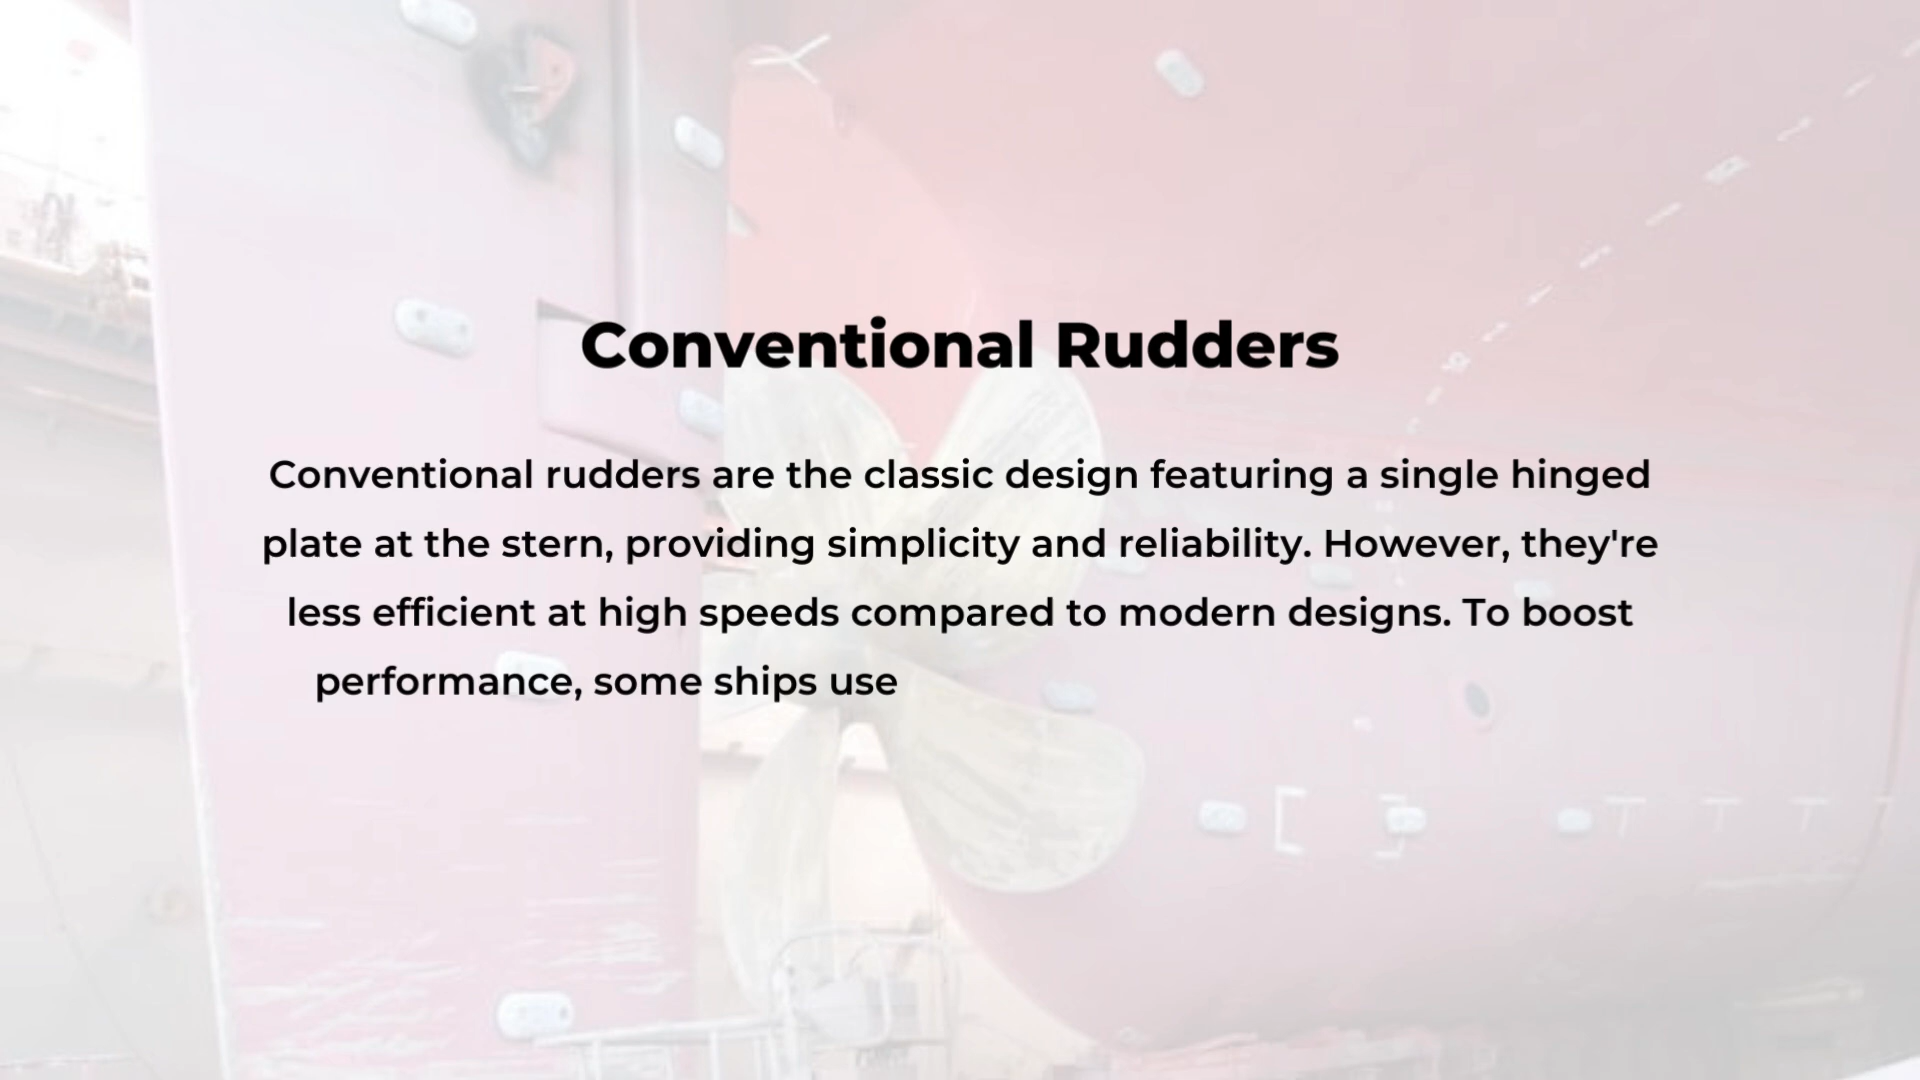 Conventional Rudders
Conventional rudders are the classic design featuring a single hinged
plate at the stern, providing simplicity and reliability. However, they're
less efficient at high speeds compared to modern designs. To boost
performance, some ships use